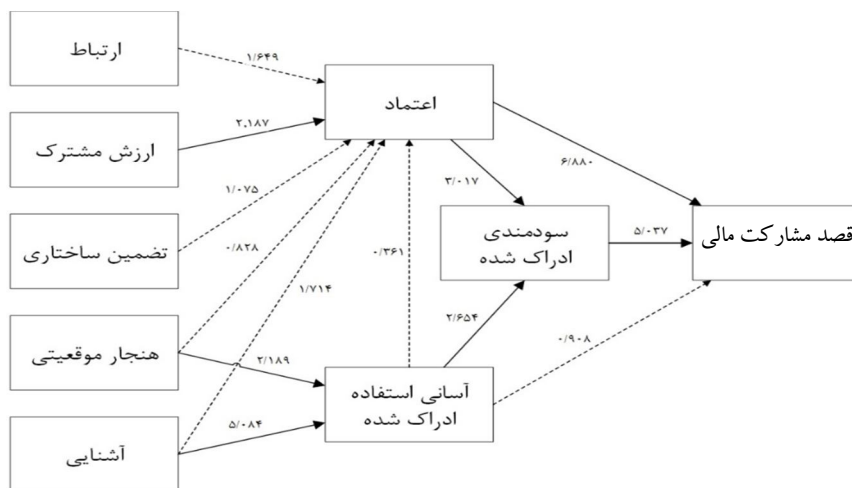 ارتباط
۱/۶۴۹
اعتماد
ارزش مشترک
۲.۱۸۷
۶/۸۸۰
۳/۰۱۷
تضمین ساختاری
۱/۰۷۵
۰/۸۲۸
۰/۳۶۱
سودمندی
ادراک شده
۵/۰۳۷
قصد مشارکت مالی
۱/۷۱۴
هنجار موقعیتی
۲/۱۸۹
۲/۶۵۴
۰/۹۰۸
آسانی استفاده
ادراک شده
آشنایی
۵/۰۸۴